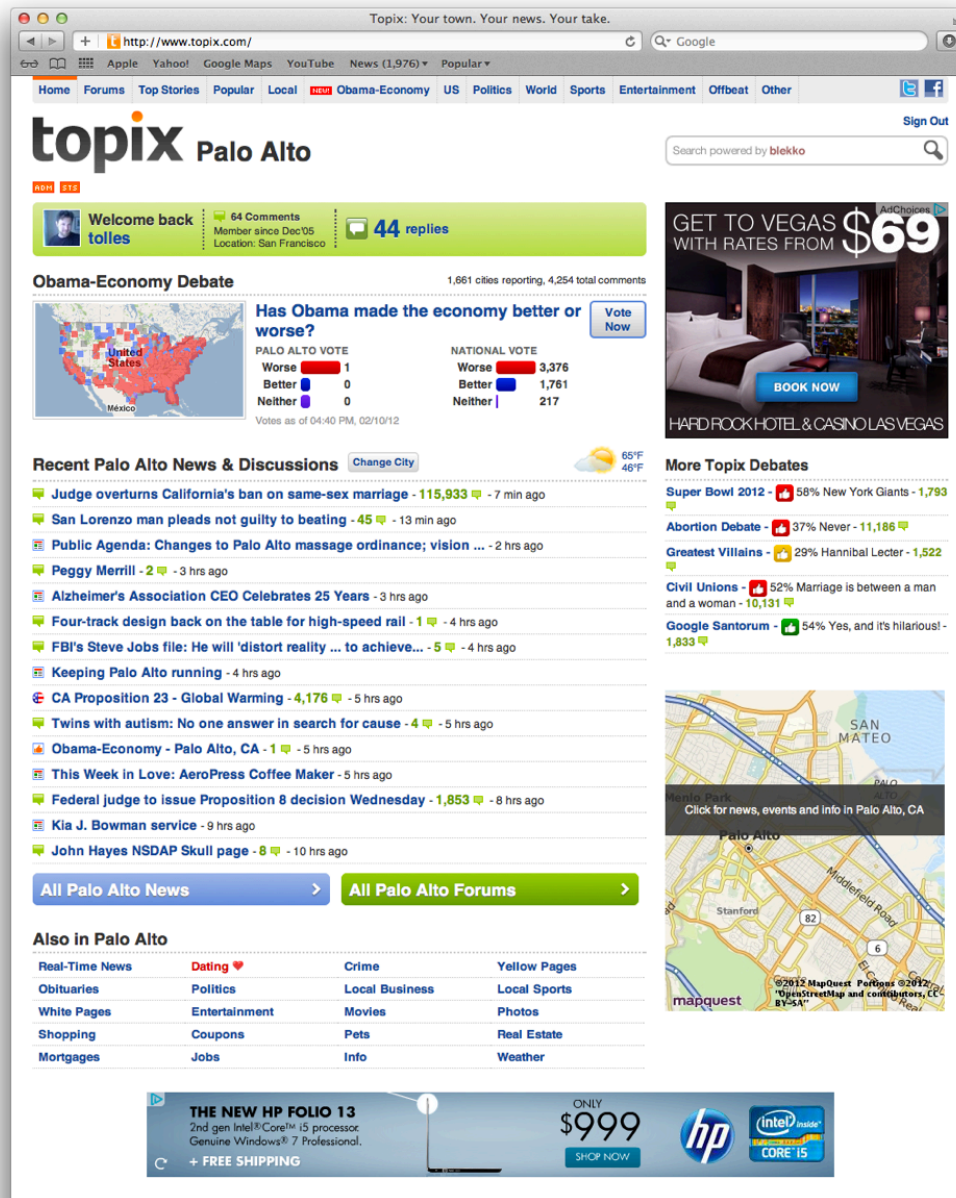 Topix: Your town. Your news. Your take.
http://www.topix.com/
Google
Apple Yahoo! Google Maps YouTube News (1,976) Popular
Home Forums Top Stories Popular Local NEW! Obama-Economy US Politics World Sports Entertainment Offbeat Other
Sign Out
topix Palo Alto
Search powered by blekko
ADM STS
Welcome back
tolles
64 Comments
Member since Dec'05
Location: San Francisco
44 replies
AdChoices
GET TO VEGAS
WITH RATES FROM $69
BOOK NOW
HARD ROCK HOTEL & CASINO LAS VEGAS
Obama-Economy Debate
1,661 cities reporting, 4,254 total comments
United States
México
Has Obama made the economy better or worse?
Vote Now
PALO ALTO VOTE
Worse 1
Better 0
Neither 0
NATIONAL VOTE
Worse 3,376
Better 1,761
Neither 217
Votes as of 04:40 PM, 02/10/12
Recent Palo Alto News & Discussions Change City
65°F
46°F
Judge overturns California's ban on same-sex marriage - 115,933 - 7 min ago
San Lorenzo man pleads not guilty to beating - 45 - 13 min ago
Public Agenda: Changes to Palo Alto massage ordinance; vision ... - 2 hrs ago
Peggy Merrill - 2 - 3 hrs ago
Alzheimer's Association CEO Celebrates 25 Years - 3 hrs ago
Four-track design back on the table for high-speed rail - 1 - 4 hrs ago
FBI's Steve Jobs file: He will 'distort reality ... to achieve... - 5 - 4 hrs ago
Keeping Palo Alto running - 4 hrs ago
CA Proposition 23 - Global Warming - 4,176 - 5 hrs ago
Twins with autism: No one answer in search for cause - 4 - 5 hrs ago
Obama-Economy - Palo Alto, CA - 1 - 5 hrs ago
This Week in Love: AeroPress Coffee Maker - 5 hrs ago
Federal judge to issue Proposition 8 decision Wednesday - 1,853 - 8 hrs ago
Kia J. Bowman service - 9 hrs ago
John Hayes NSDAP Skull page - 8 - 10 hrs ago
All Palo Alto News
All Palo Alto Forums
More Topix Debates
Super Bowl 2012 - 58% New York Giants - 1,793
Abortion Debate - 37% Never - 11,186
Greatest Villains - 29% Hannibal Lecter - 1,522
Civil Unions - 52% Marriage is between a man
and a woman - 10,131
Google Santorum - 54% Yes, and it's hilarious! -
1,833
SAN
MATEO
PALO
ALTO
Menlo Park
Click for news, events and info in Palo Alto, CA
Palo Alto
Middlefield Road
Stanford
82
6
mapquest
©2012 MapQuest Portions ©2012
"OpenStreetMap and contributors, CC-
BY-SA"
Also in Palo Alto
Real-Time News Dating Crime Yellow Pages
Obituaries Politics Local Business Local Sports
White Pages Entertainment Movies Photos
Shopping Coupons Pets Real Estate
Mortgages Jobs Info Weather
THE NEW HP FOLIO 13
2nd gen Intel® Core™ i5 processor.
Genuine Windows® 7 Professional.
+ FREE SHIPPING
ONLY
$999
SHOP NOW
hp
intel inside™
CORE™ i5